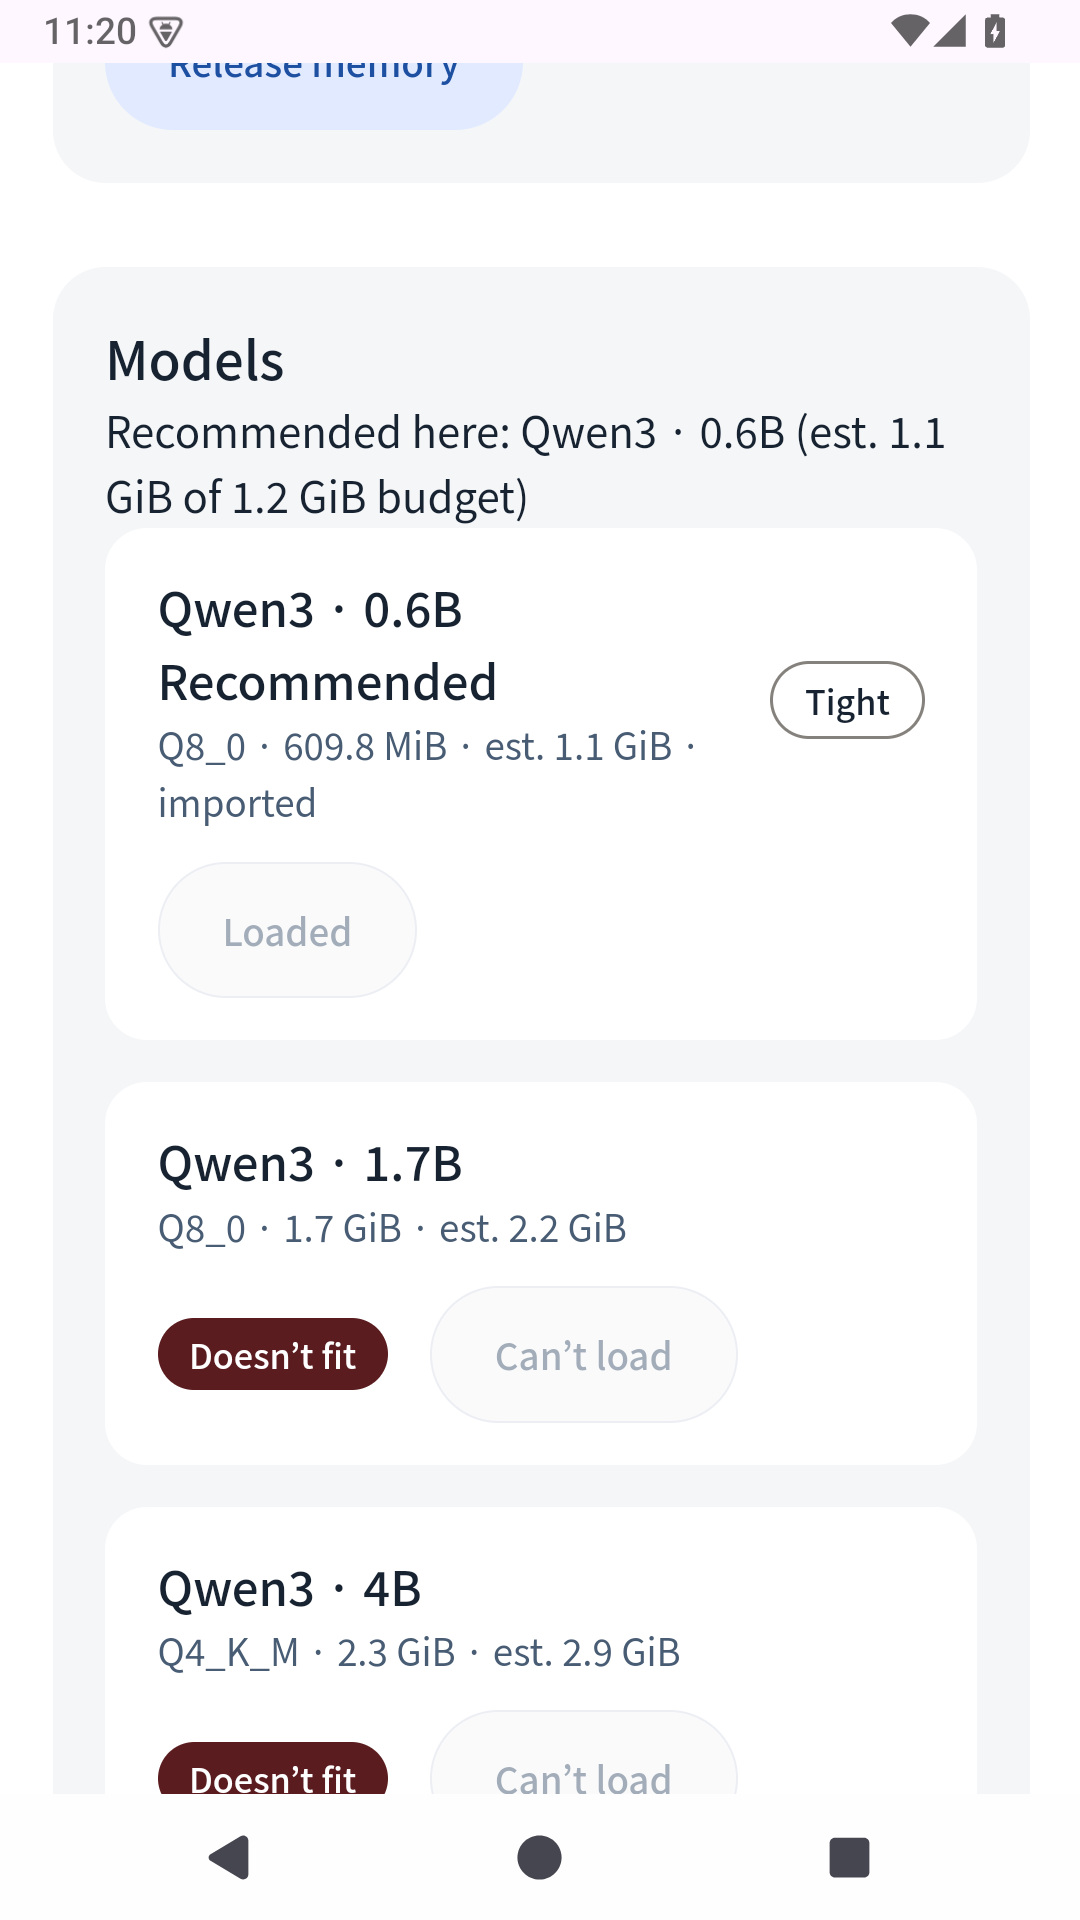 11:20
Release memory
Models
Recommended here: Qwen3 · 0.6B (est. 1.1
GiB of 1.2 GiB budget)
Qwen3 · 0.6B
Recommended
Tight
Q8_0 · 609.8 MiB · est. 1.1 GiB ·
imported
Loaded
Qwen3 · 1.7B
Q8_0 · 1.7 GiB · est. 2.2 GiB
Doesn’t fit
Can’t load
Qwen3 · 4B
Q4_K_M · 2.3 GiB · est. 2.9 GiB
Doesn’t fit
Can’t load